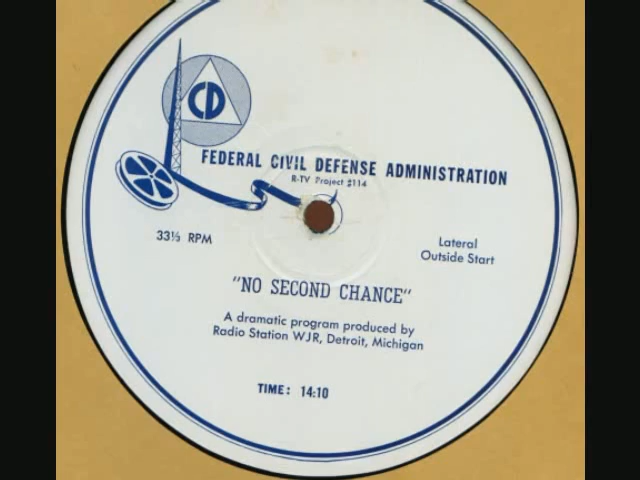 CD
FEDERAL CIVIL DEFENSE ADMINISTRATION
R-TV Project #114
33⅓ RPM
Lateral
Outside Start
"NO SECOND CHANCE"
A dramatic program produced by
Radio Station WJR, Detroit, Michigan
TIME: 14:10